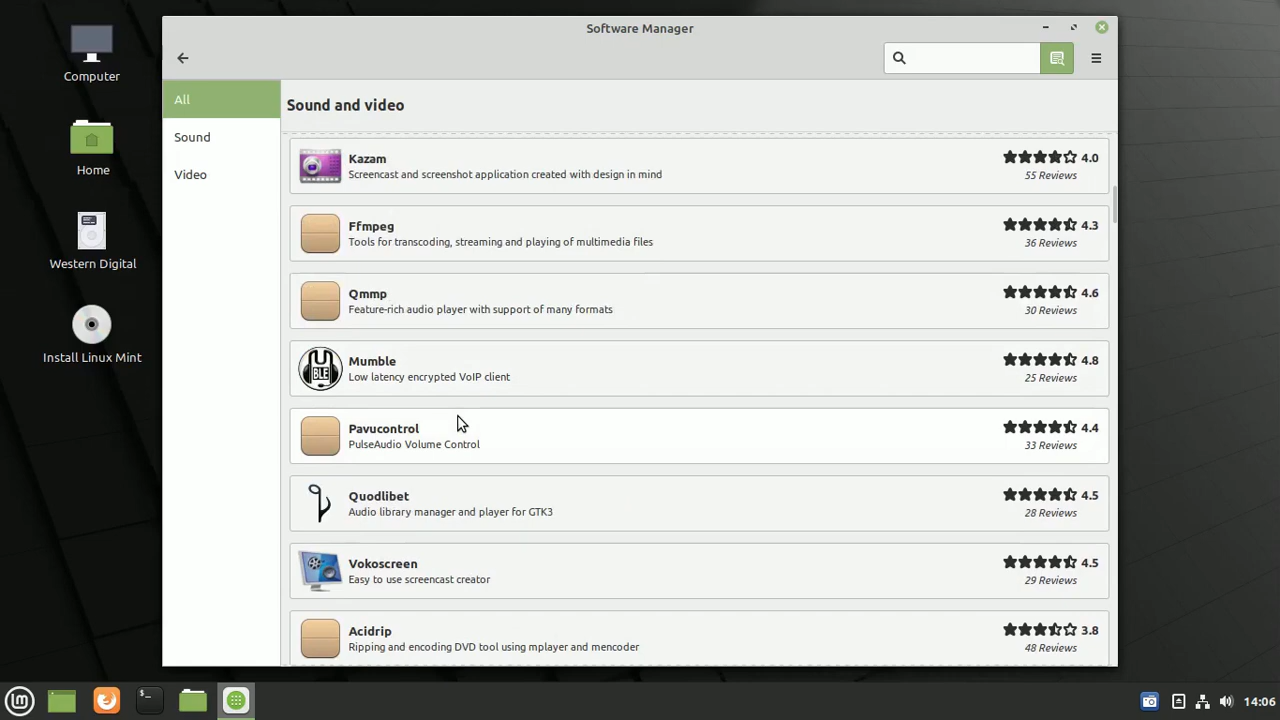 Software Manager
Computer
Home
Western Digital
Install Linux Mint
All
Sound
Video
Sound and video
Kazam
Screencast and screenshot application created with design in mind
4.0
55 Reviews
Ffmpeg
Tools for transcoding, streaming and playing of multimedia files
4.3
36 Reviews
Qmmp
Feature-rich audio player with support of many formats
4.6
30 Reviews
Mumble
Low latency encrypted VoIP client
4.8
25 Reviews
Pavucontrol
PulseAudio Volume Control
4.4
33 Reviews
Quodlibet
Audio library manager and player for GTK3
4.5
28 Reviews
Vokoscreen
Easy to use screencast creator
4.5
29 Reviews
Acidrip
Ripping and encoding DVD tool using mplayer and mencoder
3.8
48 Reviews
14:06